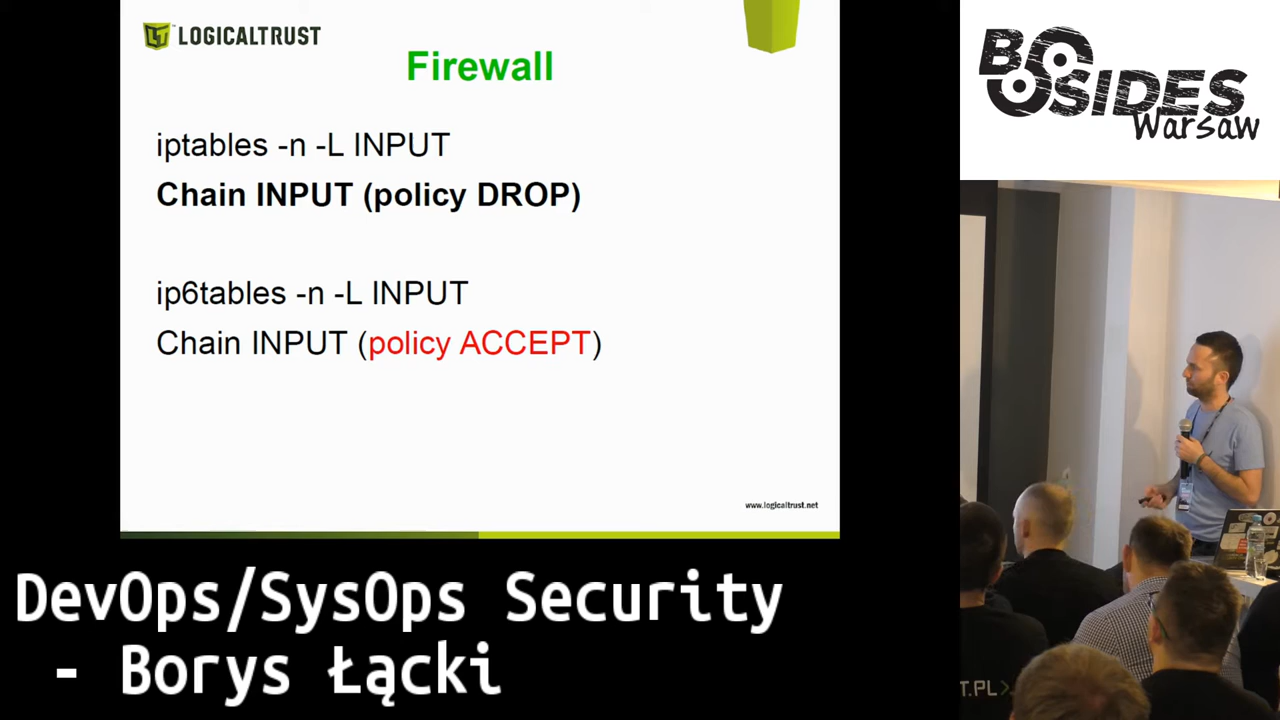 LOGICALTRUST
Firewall
iptables -n -L INPUT
Chain INPUT (policy DROP)
ip6tables -n -L INPUT
Chain INPUT (policy ACCEPT)
www.logicaltrust.net
DevOps/SysOps Security
- Borys Łącki
BSIDES
Warsaw
T.PL>